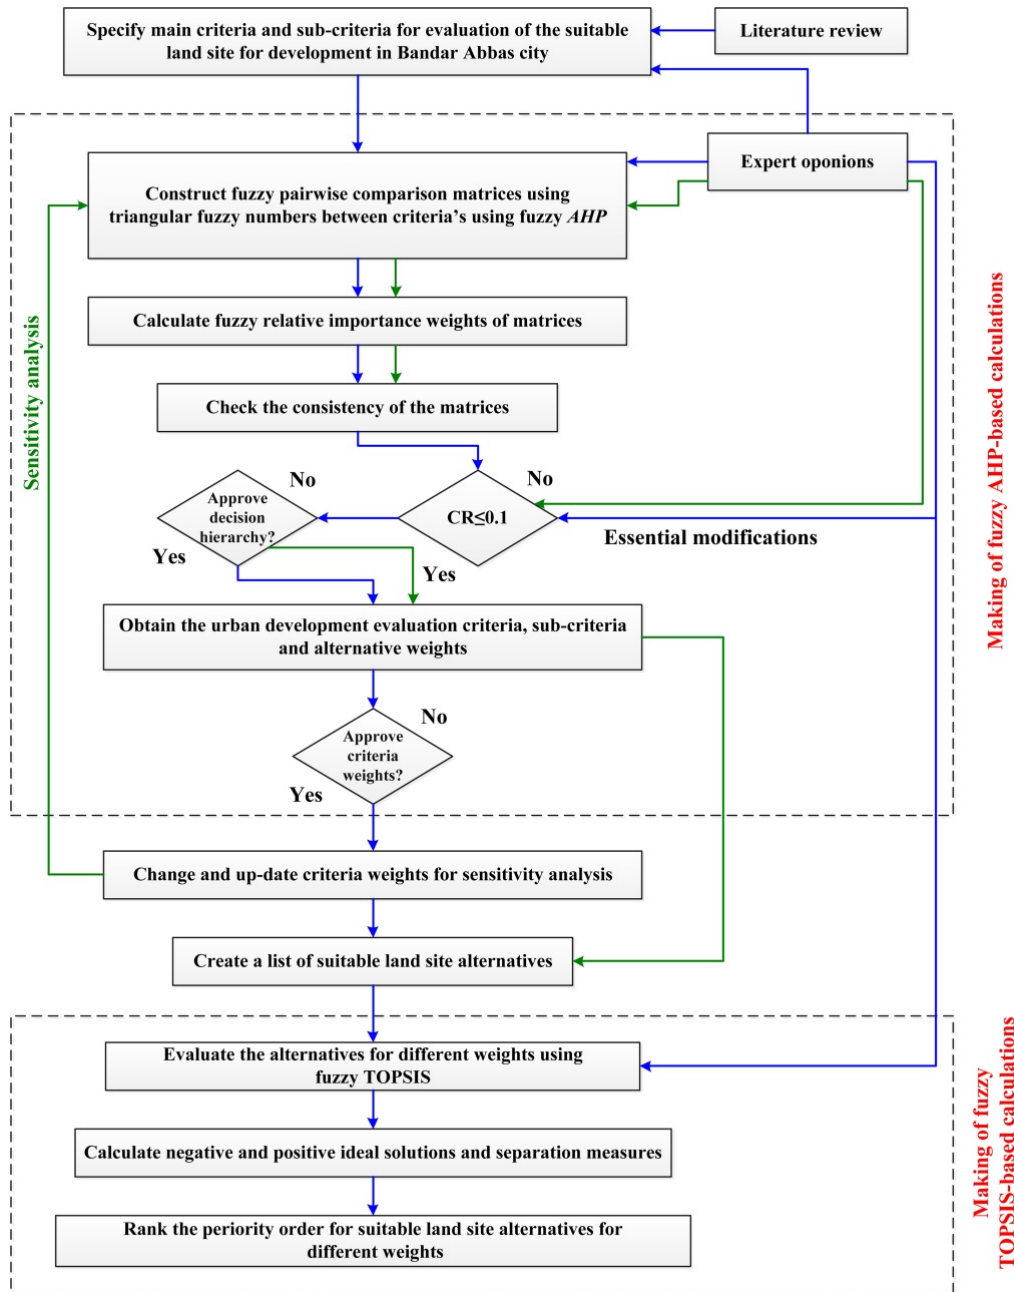 Specify main criteria and sub-criteria for evaluation of the suitable
land site for development in Bandar Abbas city
Literature review
Expert oponions
Construct fuzzy pairwise comparison matrices using
triangular fuzzy numbers between criteria's using fuzzy AHP
Calculate fuzzy relative importance weights of matrices
Check the consistency of the matrices
No
No
Approve
decision
hierarchy?
CR≤0.1
Essential modifications
Yes
Yes
Obtain the urban development evaluation criteria, sub-criteria
and alternative weights
No
Approve
criteria
weights?
Yes
Change and up-date criteria weights for sensitivity analysis
Create a list of suitable land site alternatives
Evaluate the alternatives for different weights using
fuzzy TOPSIS
Calculate negative and positive ideal solutions and separation measures
Rank the periority order for suitable land site alternatives for
different weights
Sensitivity analysis
Making of fuzzy AHP-based calculations
Making of fuzzy
TOPSIS-based calculations